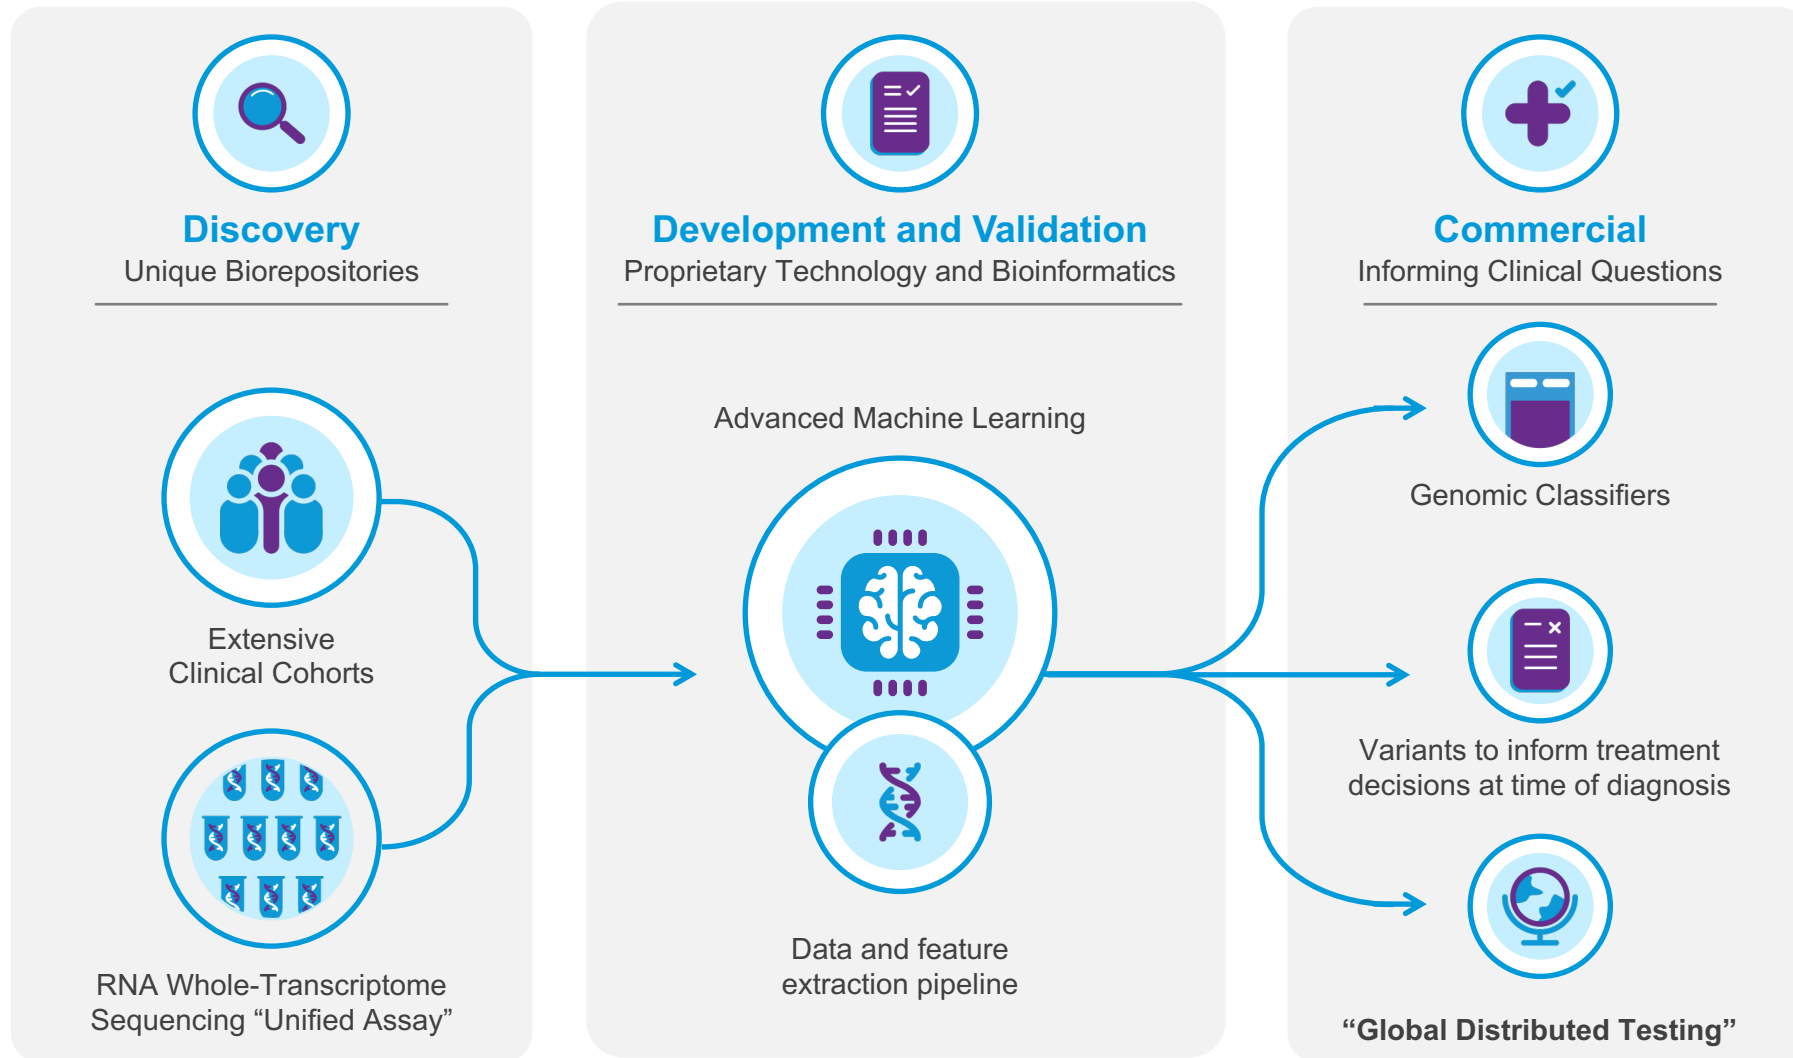 Discovery
Unique Biorepositories
Extensive
Clinical Cohorts
RNA Whole-Transcriptome
Sequencing “Unified Assay”
Development and Validation
Proprietary Technology and Bioinformatics
Advanced Machine Learning
Data and feature
extraction pipeline
Commercial
Informing Clinical Questions
Genomic Classifiers
Variants to inform treatment
decisions at time of diagnosis
“Global Distributed Testing”